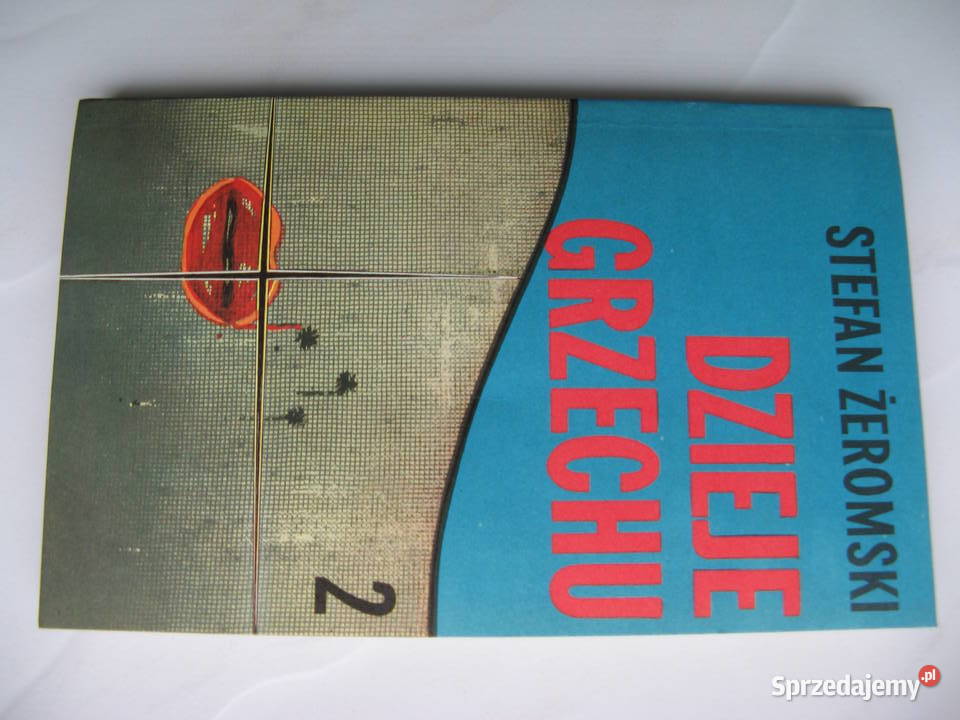 STEFAN ŻEROMSKI
DZIEJE
GRZECHU
2
Sprzedajemy.pl